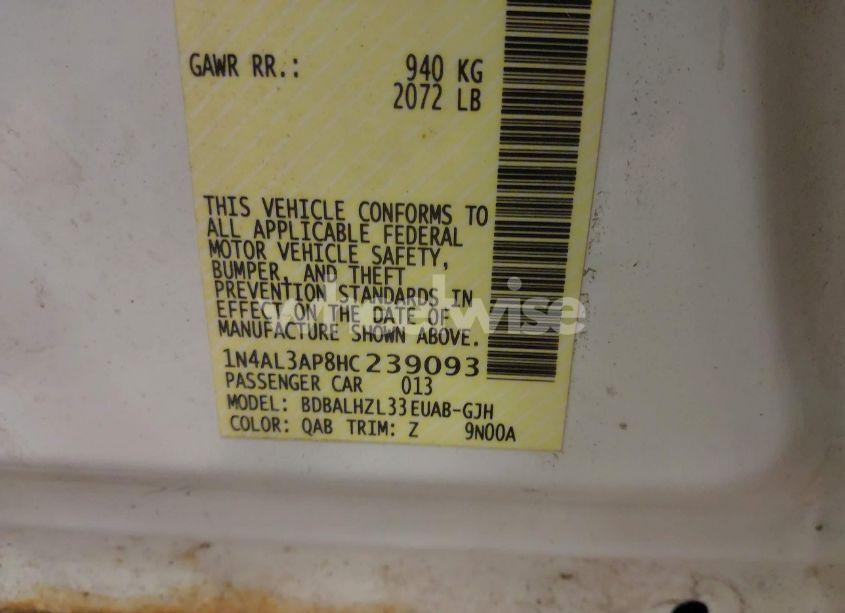 GAWR RR.: 940 KG
2072 LB
THIS VEHICLE CONFORMS TO
ALL APPLICABLE FEDERAL
MOTOR VEHICLE SAFETY,
BUMPER, AND THEFT
PREVENTION STANDARDS IN
EFFECT ON THE DATE OF
MANUFACTURE SHOWN ABOVE.
1N4AL3AP8HC239093
PASSENGER CAR 013
MODEL: BDBALHZL33EUAB-GJH
COLOR: QAB TRIM: Z 9N00A